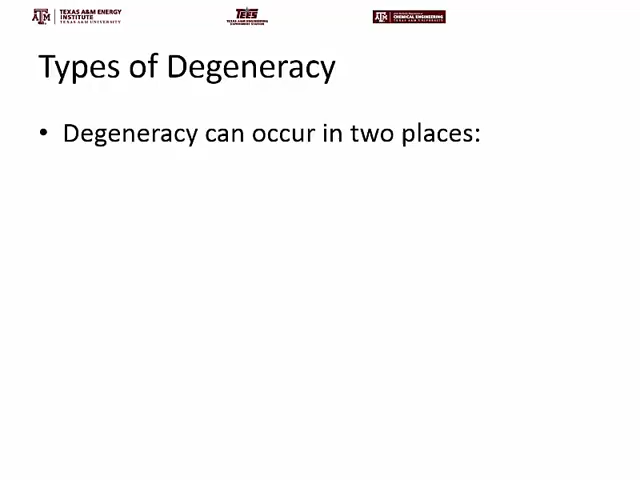 TEXAS A&M ENERGY
INSTITUTE
TEXAS A&M UNIVERSITY
TEES
TEXAS A&M ENGINEERING
EXPERIMENT STATION
CHEMICAL ENGINEERING
TEXAS A&M UNIVERSITY
Types of Degeneracy
• Degeneracy can occur in two places: